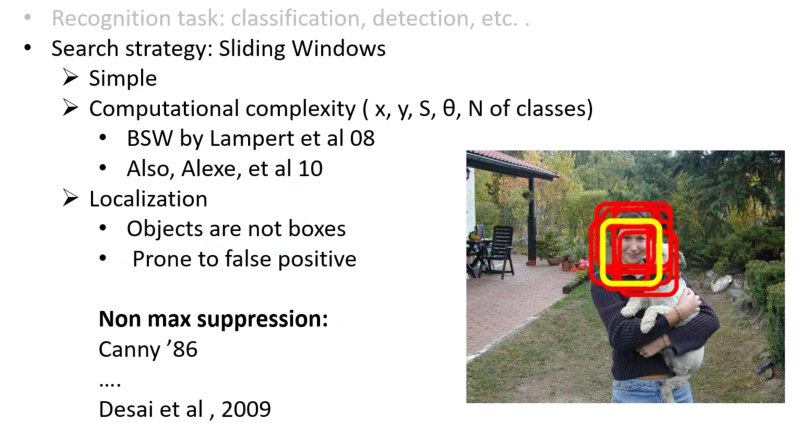 • Recognition task: classification, detection, etc. .
• Search strategy: Sliding Windows
➢ Simple
➢ Computational complexity ( x, y, S, θ, N of classes)
• BSW by Lampert et al 08
• Also, Alexe, et al 10
➢ Localization
• Objects are not boxes
• Prone to false positive
Non max suppression:
Canny ’86
....
Desai et al , 2009